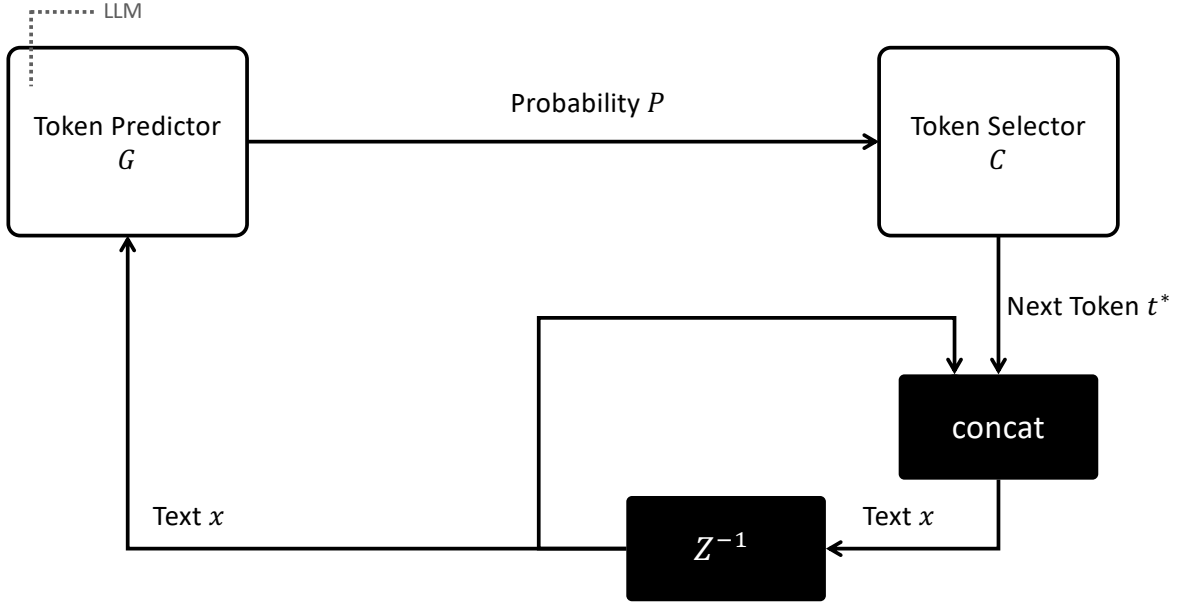 LLM
Token Predictor
G
Probability P
Token Selector
C
Next Token t*
concat
Text x
Z⁻¹
Text x